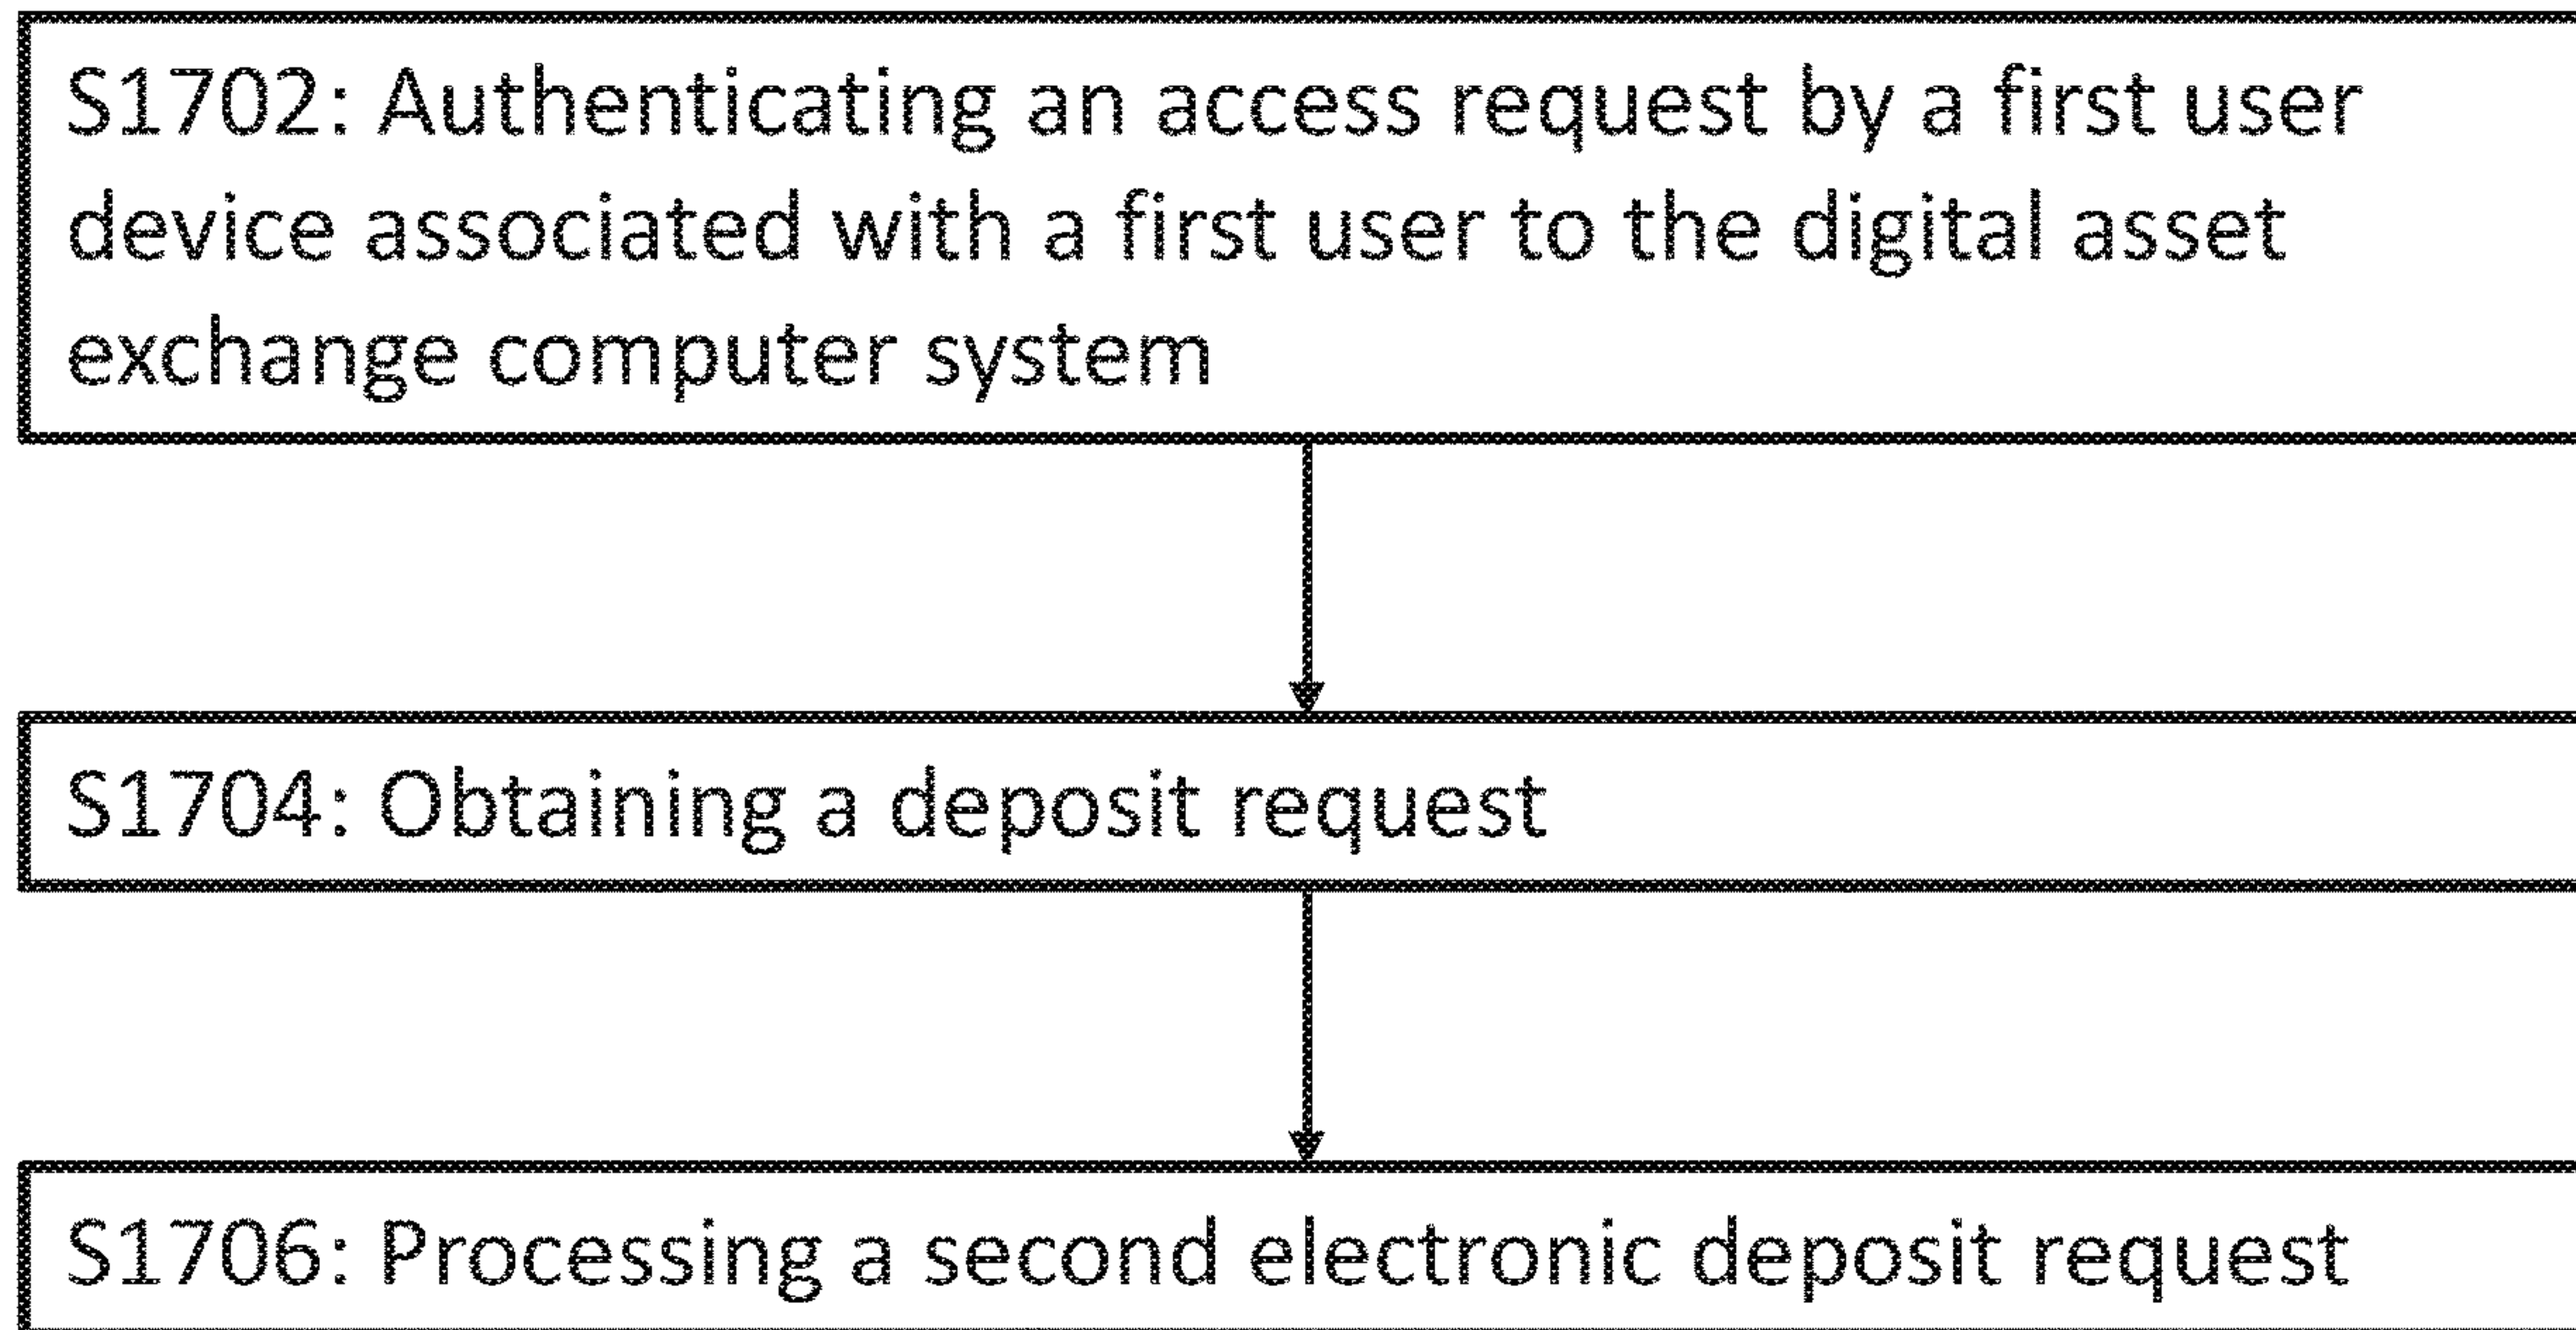 S1702: Authenticating an access request by a first user
device associated with a first user to the digital asset
exchange computer system
S1704: Obtaining a deposit request
S1706: Processing a second electronic deposit request